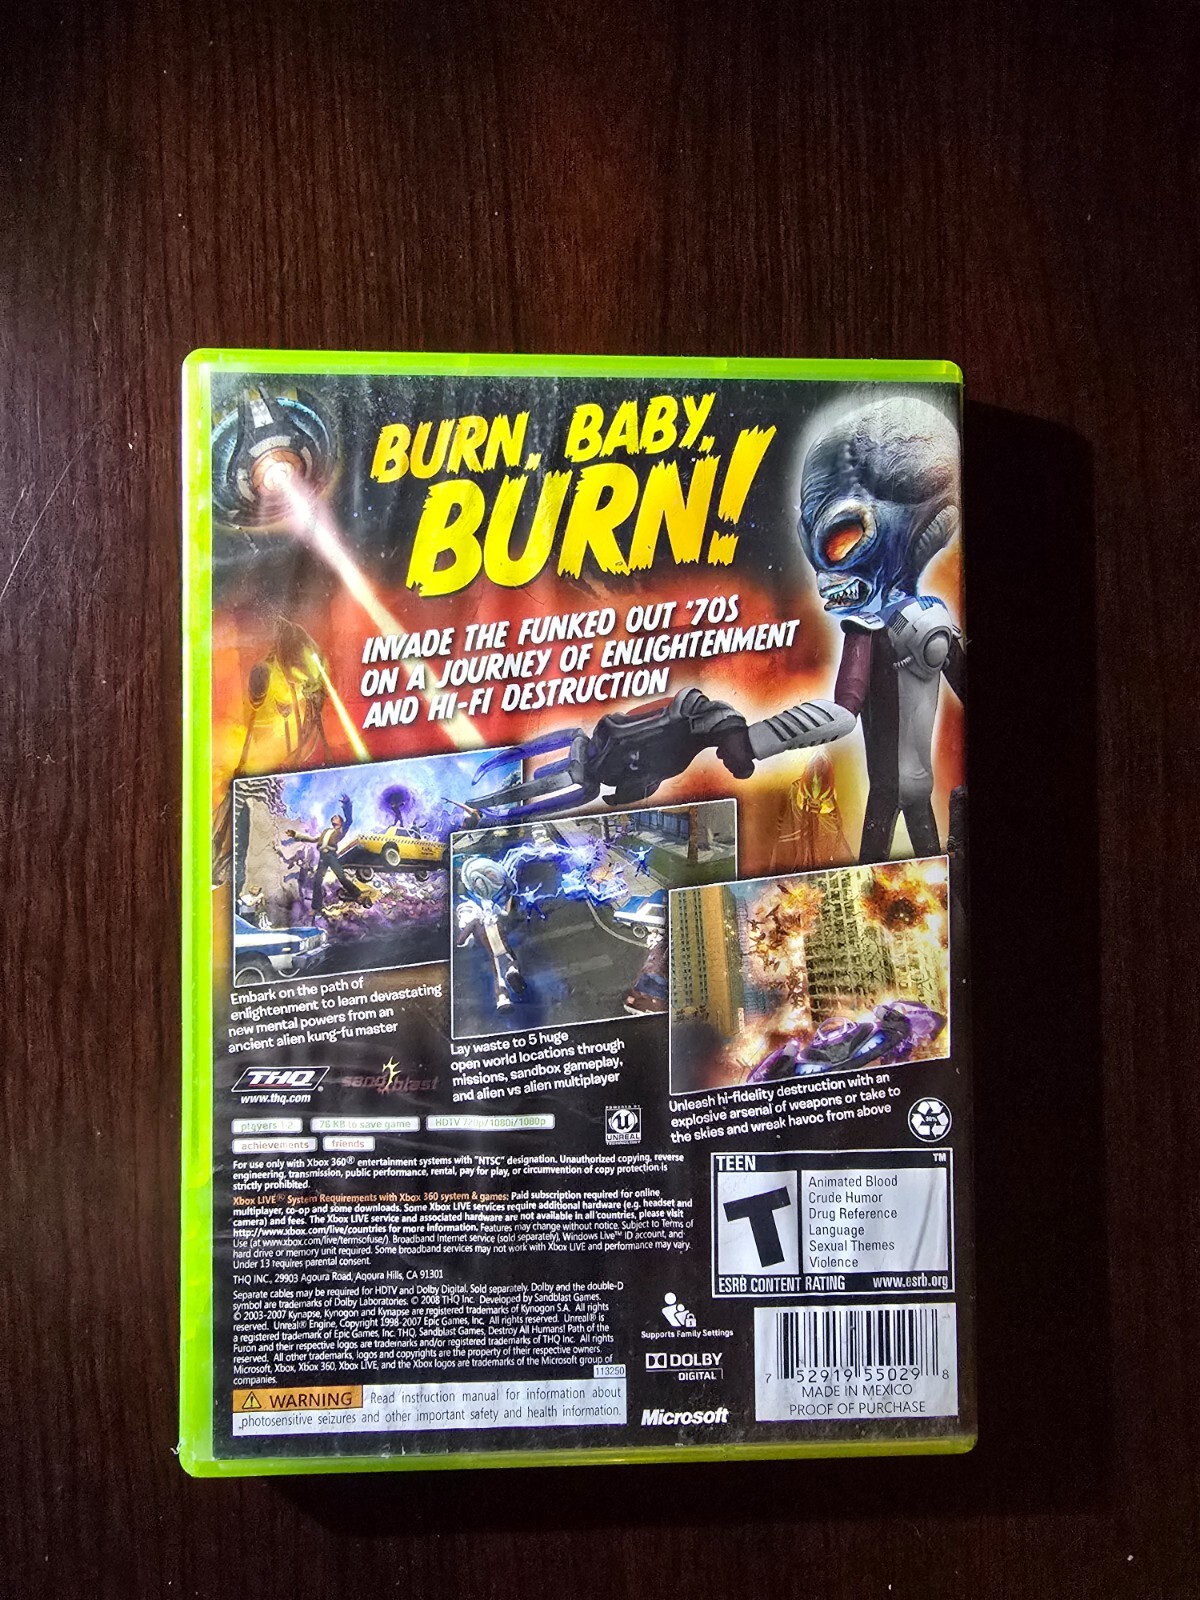 BURN, BABY,
BURN!
INVADE THE FUNKED OUT '70S
ON A JOURNEY OF ENLIGHTENMENT
AND HI-FI DESTRUCTION
Embark on the path of
enlightenment to learn devastating
new mental powers from an
ancient alien kung-fu master
Lay waste to 5 huge
open world locations through
missions, sandbox gameplay,
and alien vs alien multiplayer
Unleash hi-fidelity destruction with an
explosive arsenal of weapons or take to
the skies and wreak havoc from above
THQ®
www.thq.com
sandblast
POWERED BY
UNREAL
TECHNOLOGY
players 1-2
76 KB to save game
HDTV 720p/1080i/1080p
achievements
friends
For use only with Xbox 360® entertainment systems with "NTSC" designation. Unauthorized copying, reverse
engineering, transmission, public performance, rental, pay for play, or circumvention of copy protection is
strictly prohibited.
Xbox LIVE® System Requirements with Xbox 360 system & games: Paid subscription required for online
multiplayer, co-op and some downloads. Some Xbox LIVE services require additional hardware (e.g. headset and
camera) and fees. The Xbox LIVE service and associated hardware are not available in all countries, please visit
http://www.xbox.com/live/countries for more information. Features may change without notice. Subject to Terms of
Use (at www.xbox.com/live/termsofuse/). Broadband Internet service (sold separately), Windows Live™ ID account, and
hard drive or memory unit required. Some broadband services may not work with Xbox LIVE and performance may vary.
Under 13 requires parental consent.
THQ INC., 29903 Agoura Road, Agoura Hills, CA 91301
Separate cables may be required for HDTV and Dolby Digital. Sold separately. Dolby and the double-D
symbol are trademarks of Dolby Laboratories. © 2008 THQ Inc. Developed by Sandblast Games.
© 2003-2007 Kynapse, Kynogon and Kynapse are registered trademarks of Kynogon S.A. All rights
reserved. Unreal® Engine, Copyright 1998-2007 Epic Games, Inc. All rights reserved. Unreal® is
a registered trademark of Epic Games, Inc. THQ, Sandblast Games, Destroy All Humans! Path of the
Furon and their respective logos are trademarks and/or registered trademarks of THQ Inc. All rights
reserved. All other trademarks, logos and copyrights are the property of their respective owners.
Microsoft, Xbox, Xbox 360, Xbox LIVE, and the Xbox logos are trademarks of the Microsoft group of
companies.
113250
WARNING Read instruction manual for information about
photosensitive seizures and other important safety and health information.
TEEN ™
T
Animated Blood
Crude Humor
Drug Reference
Language
Sexual Themes
Violence
ESRB CONTENT RATING www.esrb.org
Supports Family Settings
DOLBY
DIGITAL
Microsoft
7 52919 55029 8
MADE IN MEXICO
PROOF OF PURCHASE